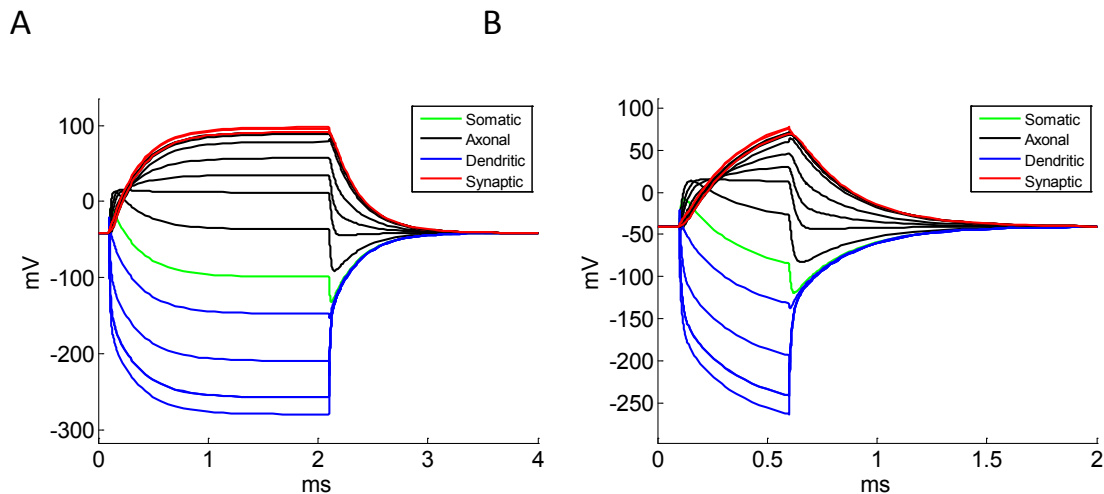 A
B
100
0
-100
-200
-300
mV
0
1
2
3
4
ms
Somatic
Axonal
Dendritic
Synaptic
100
50
0
-50
-100
-150
-200
-250
mV
0
0.5
1
1.5
2
ms
Somatic
Axonal
Dendritic
Synaptic